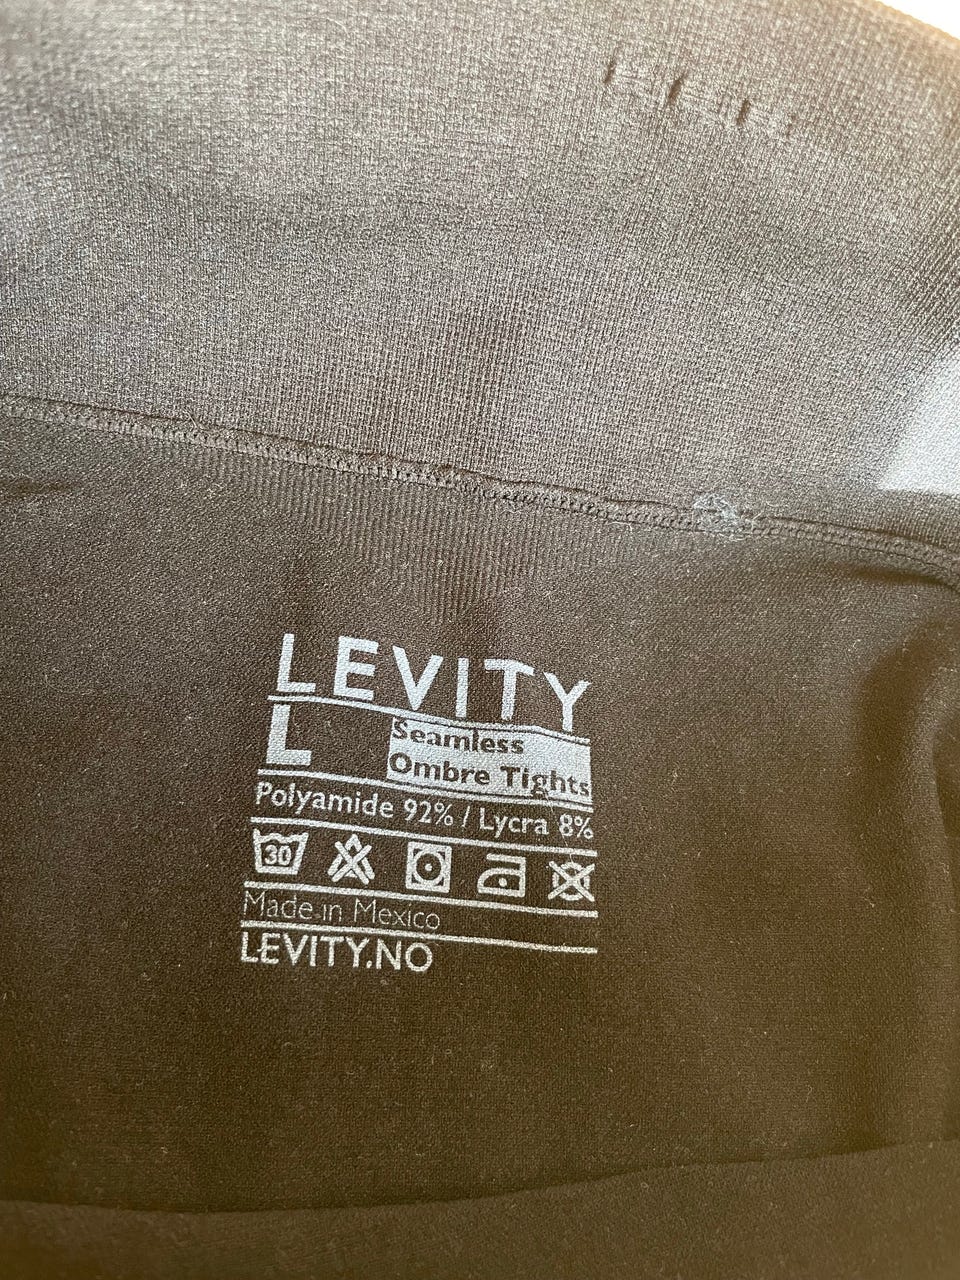 LEVITY
L
Seamless
Ombre Tights
Polyamide 92% / Lycra 8%
30
Made in Mexico
LEVITY.NO